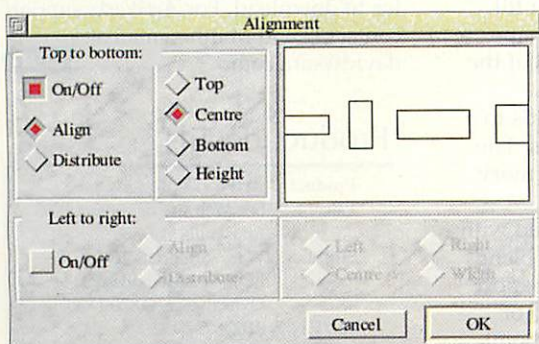 Alignment
Top to bottom:
On/Off
Align
Distribute
Top
Centre
Bottom
Height
Left to right:
On/Off
Align
Distribute
Left
Right
Centre
Width
Cancel
OK